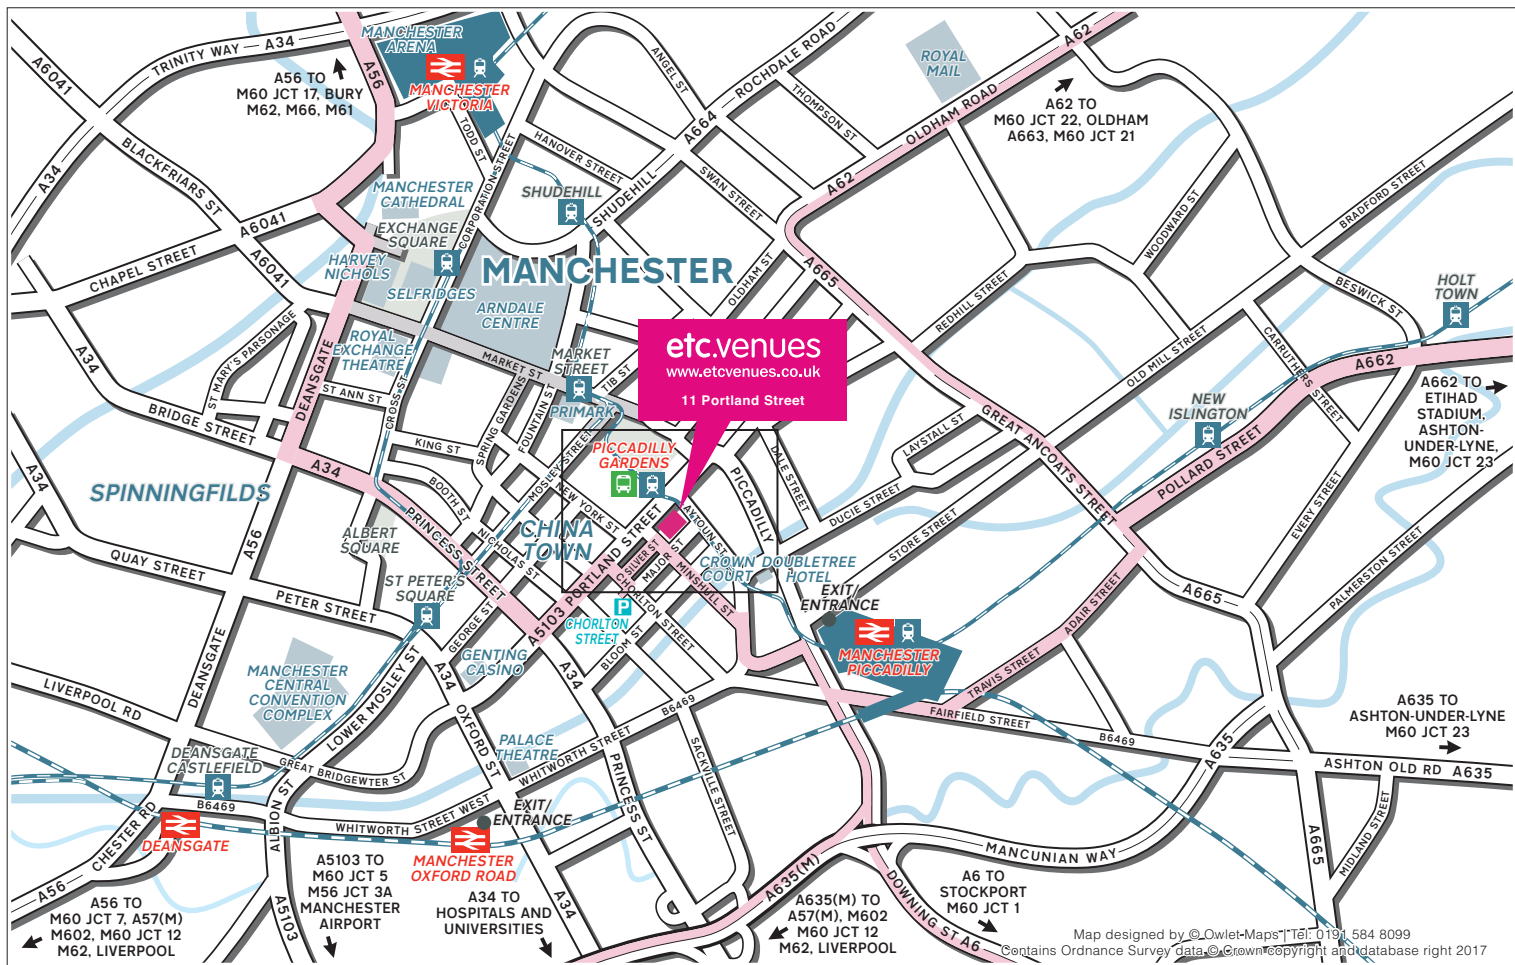 MANCHESTER
ARENA
MANCHESTER
VICTORIA
TRINITY WAY
A34
A6041
A56
A56 TO
M60 JCT 17, BURY
M62, M66, M61
ANGEL ST
ROCHDALE ROAD
A664
THOMPSON ST
ROYAL
MAIL
OLDHAM ROAD
A62
A62 TO
M60 JCT 22, OLDHAM
A663, M60 JCT 21
A62
TODD ST
HANOVER STREET
CORPORATION STREET
SHUDEHILL
SHUDEHILL
SWAN STREET
BLACKFRIARS ST
A34
A6041
A6041
CHAPEL STREET
MANCHESTER
CATHEDRAL
EXCHANGE
SQUARE
HARVEY
NICHOLS
SELFRIDGES
MANCHESTER
ARNDALE
CENTRE
OLDHAM ST
A665
WOODWARD ST
BRADFORD STREET
REDHILL STREET
BESWICK ST
HOLT
TOWN
ST MARY'S PARSONAGE
DEANSGATE
ROYAL
EXCHANGE
THEATRE
MARKET ST
MARKET
STREET
TIB ST
PRIMARK
etc.venues
www.etcvenues.co.uk
11 Portland Street
OLD MILL STREET
CARRUTHERS STREET
A662
A662 TO
ETIHAD
STADIUM,
ASHTON-
UNDER-LYNE,
M60 JCT 23
A34
BRIDGE STREET
ST ANN ST
CROSS ST
KING ST
SPRING GARDENS
FOUNTAIN ST
MOSLEY STREET
PICCADILLY
GARDENS
PICCADILLY
DALE STREET
LAYSTALL ST
GREAT ANCOATS STREET
NEW
ISLINGTON
POLLARD STREET
A34
A34
SPINNINGFILDS
BOOTH ST
NEW YORK ST
CHINA
TOWN
NICHOLAS ST
PORTLAND STREET
AYTOUN ST
DUCIE STREET
STORE STREET
EVERY STREET
PALMERSTON STREET
ALBERT
SQUARE
PRINCESS STREET
A56
QUAY STREET
PETER STREET
ST PETER'S
SQUARE
GEORGE ST
A5103
SILVER ST
MAJOR ST
MINSHULL ST
CHORLTON STREET
CHORLTON
STREET
BLOOM ST
CROWN
COURT
DOUBLETREE
HOTEL
EXIT/
ENTRANCE
MANCHESTER
PICCADILLY
ADAIR STREET
A665
TRAVIS STREET
FAIRFIELD STREET
B6469
A635
A635 TO
ASHTON-UNDER-LYNE
M60 JCT 23
ASHTON OLD RD
A635
DEANSGATE
LIVERPOOL RD
MANCHESTER
CENTRAL
CONVENTION
COMPLEX
LOWER MOSLEY ST
GENTING
CASINO
A34
A34
OXFORD ST
PALACE
THEATRE
B6469
WHITWORTH STREET
SACKVILLE STREET
PRINCESS ST
DEANSGATE
CASTLEFIELD
GREAT BRIDGEWTER ST
B6469
ALBION ST
WHITWORTH STREET WEST
EXIT/
ENTRANCE
DEANSGATE
CHESTER RD
A56
MANCHESTER
OXFORD ROAD
A5103
A34
A635(M)
MANCUNIAN WAY
DOWNING ST
A6
A665
MIDLAND STREET
A56 TO
M60 JCT 7, A57(M)
M602, M60 JCT 12
M62, LIVERPOOL
A5103 TO
M60 JCT 5
M56 JCT 3A
MANCHESTER
AIRPORT
A34 TO
HOSPITALS AND
UNIVERSITIES
A635(M) TO
A57(M), M602
M60 JCT 12
M62, LIVERPOOL
A6 TO
STOCKPORT
M60 JCT 1
Map designed by © Owlet-Maps | Tel: 0191 584 8099
Contains Ordnance Survey data © Crown copyright and database right 2017